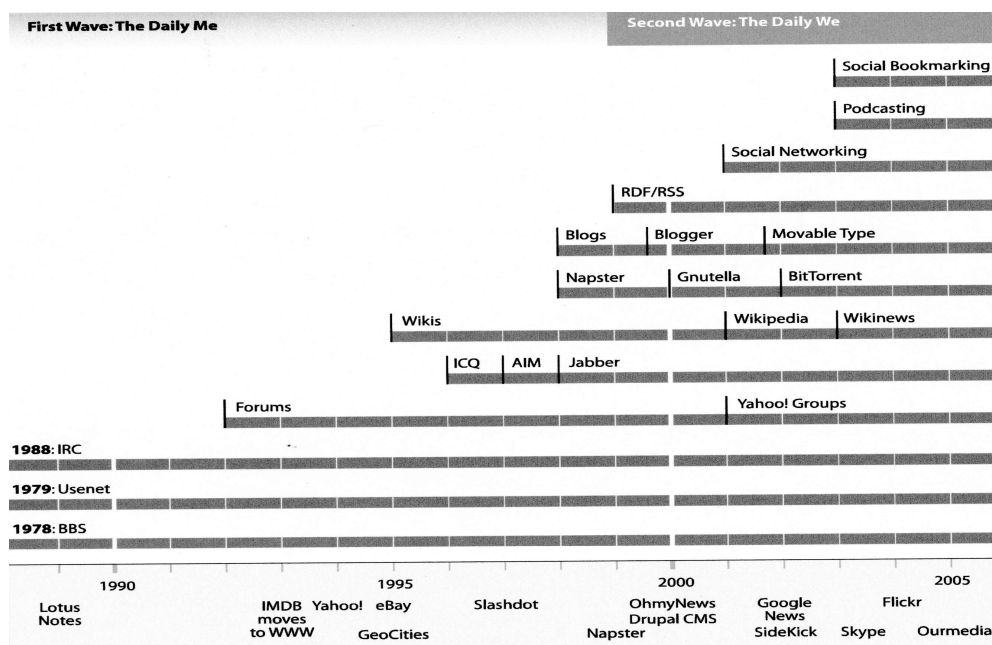 First Wave: The Daily Me
Second Wave: The Daily We
Social Bookmarking
Podcasting
Social Networking
RDF/RSS
Blogs
Blogger
Movable Type
Napster
Gnutella
BitTorrent
Wikis
Wikipedia
Wikinews
ICQ
AIM
Jabber
Forums
Yahoo! Groups
1988: IRC
1979: Usenet
1978: BBS
1990
1995
2000
2005
Lotus
Notes
IMDB
moves
to WWW
Yahoo!
eBay
GeoCities
Slashdot
OhmyNews
Drupal CMS
Napster
Google
News
SideKick
Skype
Flickr
Ourmedia